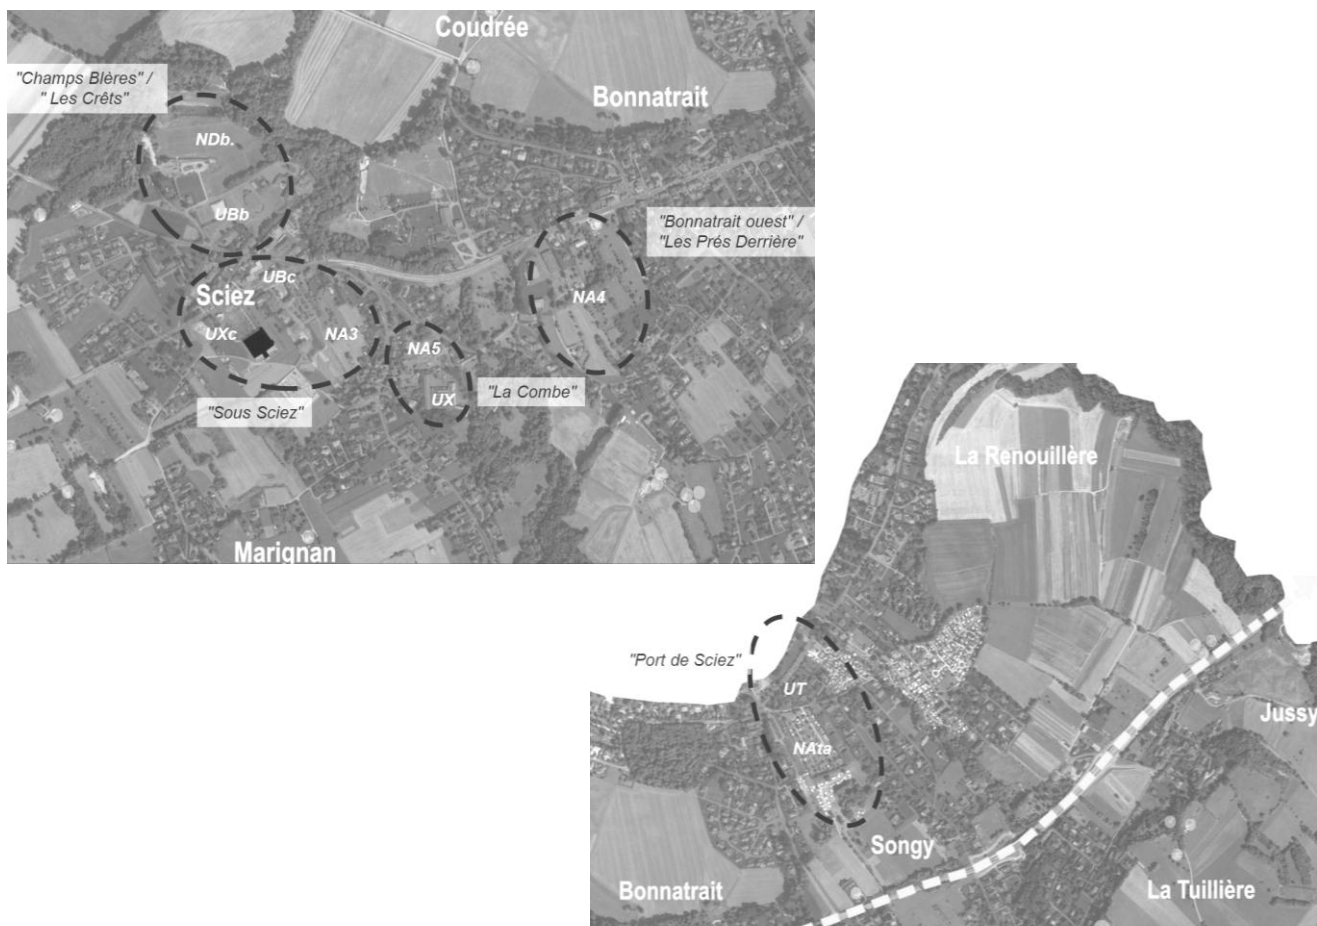 Coudrée
"Champs Blères" /
" Les Crêts"
Bonnatrait
NDb.
UBb
"Bonnatrait ouest" /
"Les Prés Derrière"
UBc
Sciez
NA4
UXc
NA3
NA5
"La Combe"
UX
"Sous Sciez"
Marignan
La Renouillère
"Port de Sciez"
UT
Jussy
NAta
Songy
Bonnatrait
La Tuillière